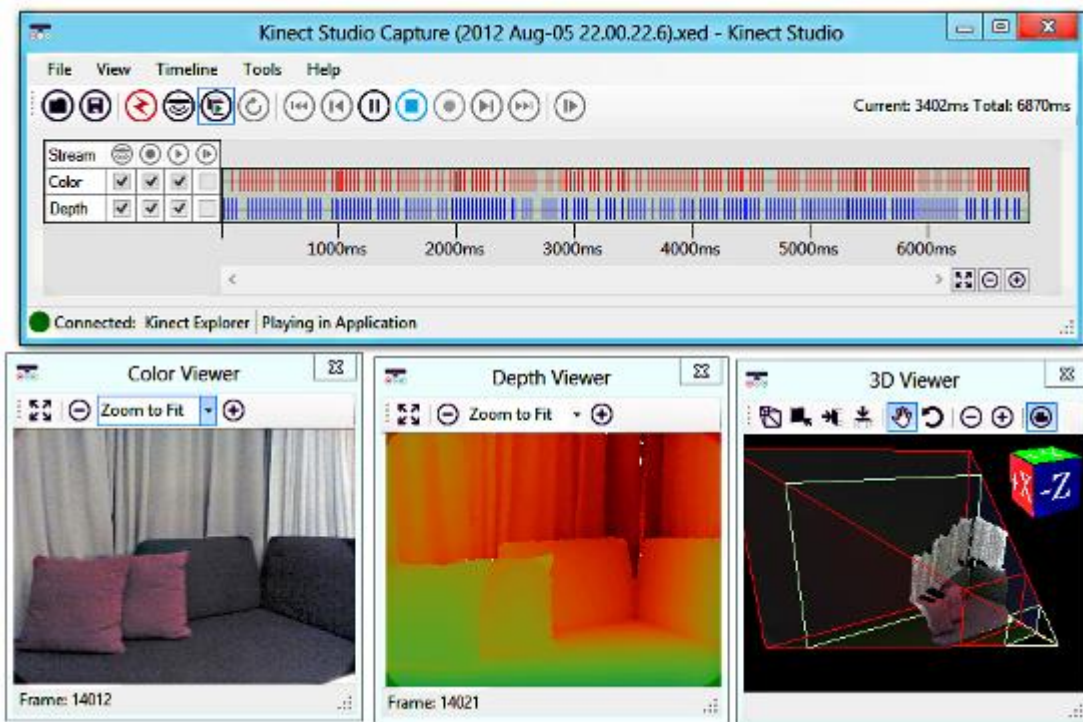 Kinect Studio Capture (2012 Aug-05 22.00.22.6).xed - Kinect Studio
File View Timeline Tools Help
Current: 3402ms Total: 6870ms
Stream
Color
Depth
1000ms 2000ms 3000ms 4000ms 5000ms 6000ms
Connected: Kinect Explorer Playing in Application
Color Viewer
Zoom to Fit
Frame: 14012
Depth Viewer
Zoom to Fit
Frame: 14021
3D Viewer
+X
-Z